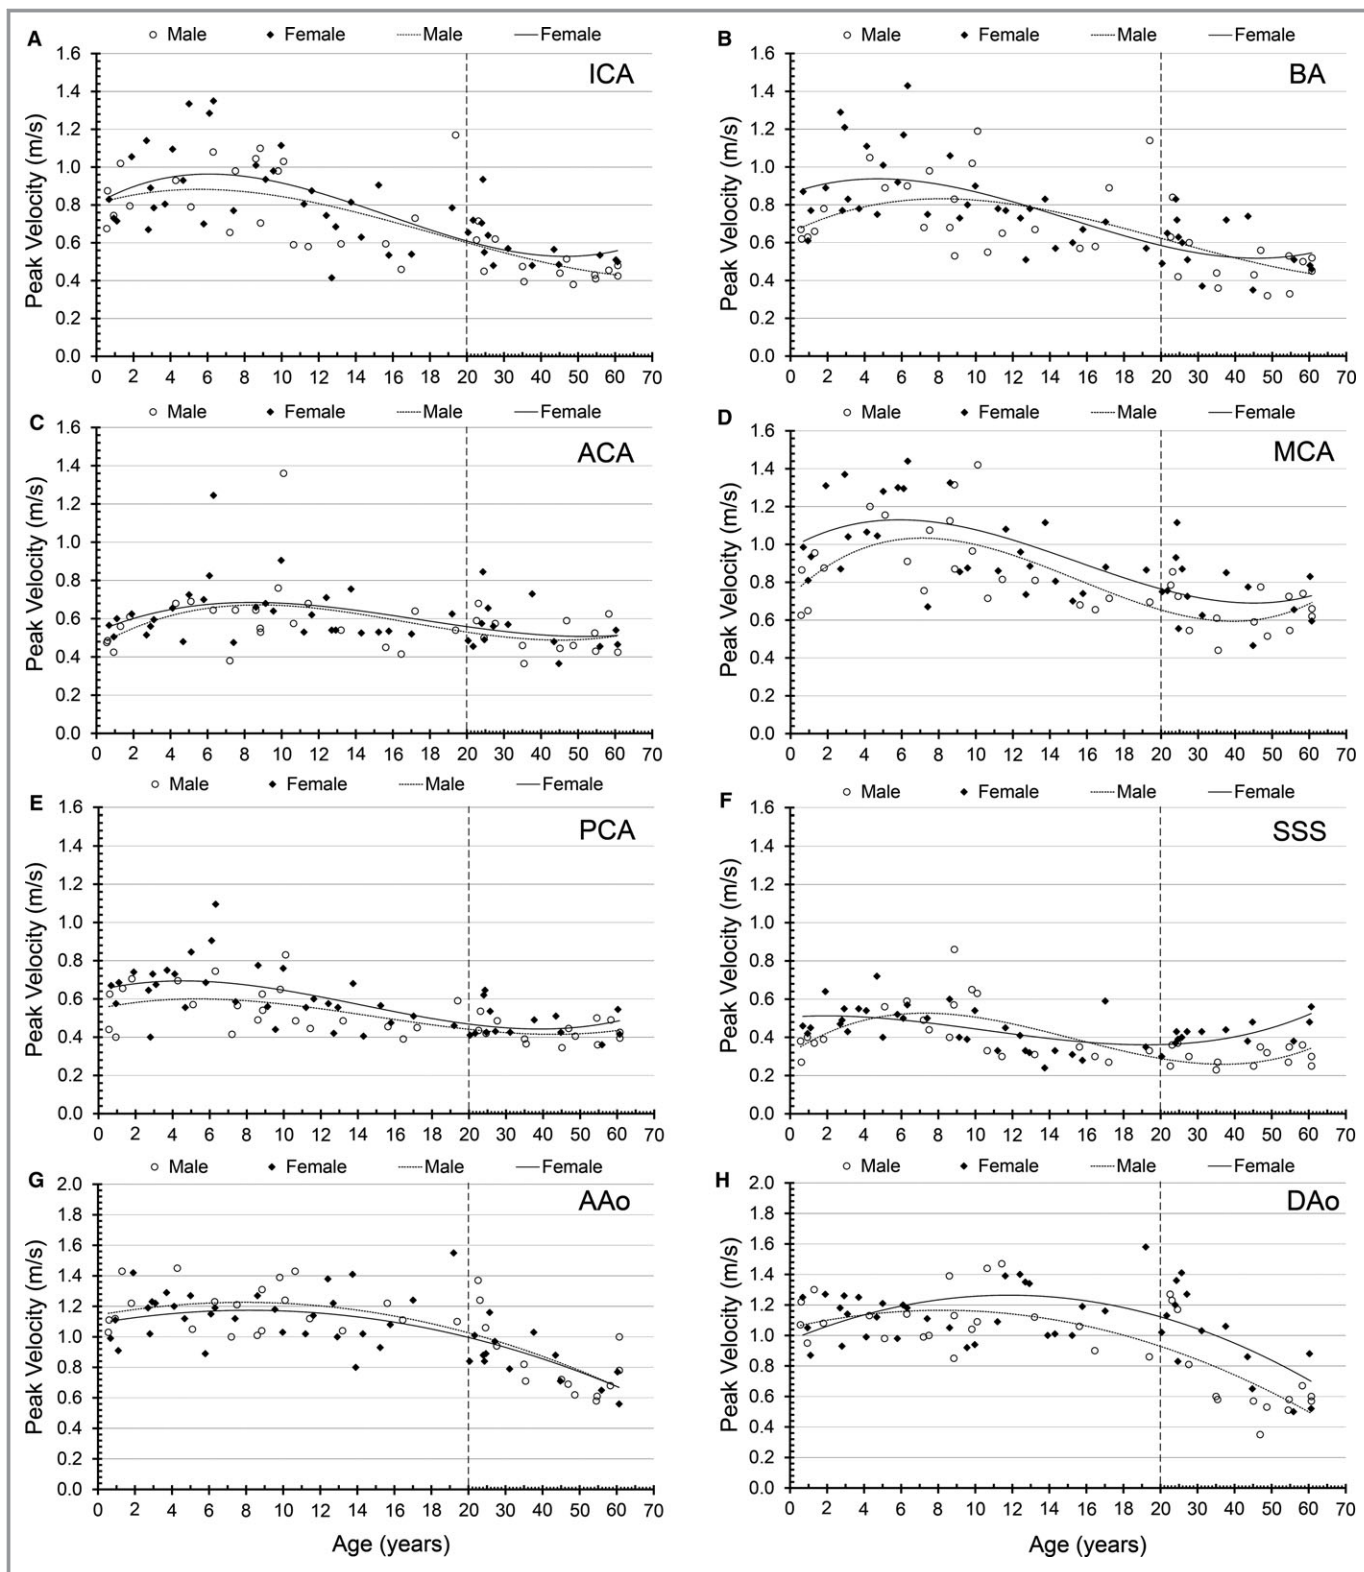 A ○ Male ◆ Female Male Female
ICA
Peak Velocity (m/s)
1.6
1.4
1.2
1.0
0.8
0.6
0.4
0.2
0.0
0 2 4 6 8 10 12 14 16 18 20 30 40 50 60 70
B ○ Male ◆ Female Male Female
BA
Peak Velocity (m/s)
1.6
1.4
1.2
1.0
0.8
0.6
0.4
0.2
0.0
0 2 4 6 8 10 12 14 16 18 20 30 40 50 60 70
C ○ Male ◆ Female Male Female
ACA
Peak Velocity (m/s)
1.6
1.4
1.2
1.0
0.8
0.6
0.4
0.2
0.0
0 2 4 6 8 10 12 14 16 18 20 30 40 50 60 70
D ○ Male ◆ Female Male Female
MCA
Peak Velocity (m/s)
1.6
1.4
1.2
1.0
0.8
0.6
0.4
0.2
0.0
0 2 4 6 8 10 12 14 16 18 20 30 40 50 60 70
E ○ Male ◆ Female Male Female
PCA
Peak Velocity (m/s)
1.6
1.4
1.2
1.0
0.8
0.6
0.4
0.2
0.0
0 2 4 6 8 10 12 14 16 18 20 30 40 50 60 70
F ○ Male ◆ Female Male Female
SSS
Peak Velocity (m/s)
1.6
1.4
1.2
1.0
0.8
0.6
0.4
0.2
0.0
0 2 4 6 8 10 12 14 16 18 20 30 40 50 60 70
G ○ Male ◆ Female Male Female
AAo
Peak Velocity (m/s)
2.0
1.8
1.6
1.4
1.2
1.0
0.8
0.6
0.4
0.2
0.0
0 2 4 6 8 10 12 14 16 18 20 30 40 50 60 70
Age (years)
H ○ Male ◆ Female Male Female
DAo
Peak Velocity (m/s)
2.0
1.8
1.6
1.4
1.2
1.0
0.8
0.6
0.4
0.2
0.0
0 2 4 6 8 10 12 14 16 18 20 30 40 50 60 70
Age (years)